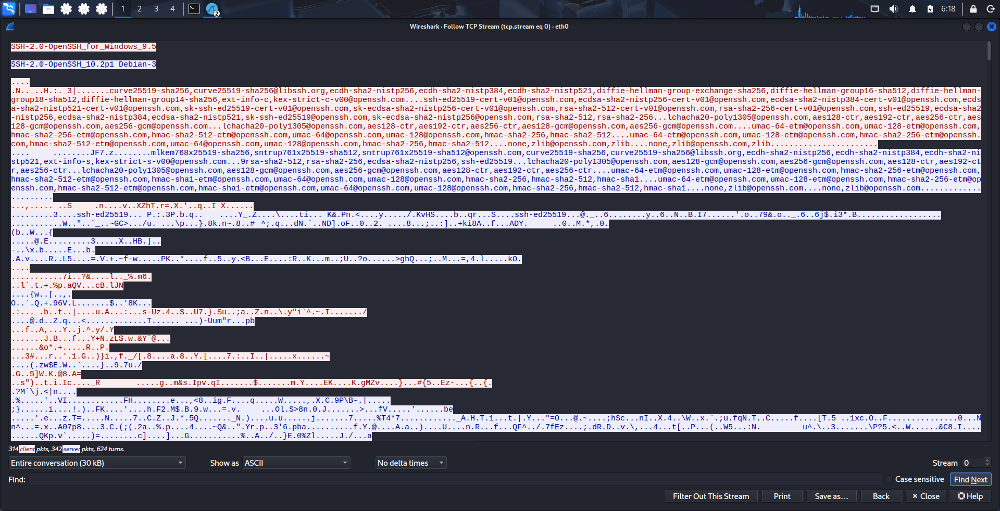 1 2 3 4
2
6:18
Wireshark · Follow TCP Stream (tcp.stream eq 0) · eth0
SSH-2.0-OpenSSH_for_Windows_9.5
SSH-2.0-OpenSSH_10.2p1 Debian-3
....
.N.._..H.:._3|.......curve25519-sha256,curve25519-sha256@libssh.org,ecdh-sha2-nistp256,ecdh-sha2-nistp384,ecdh-sha2-nistp521,diffie-hellman-group-exchange-sha256,diffie-hellman-group16-sha512,diffie-hellman-
group18-sha512,diffie-hellman-group14-sha256,ext-info-c,kex-strict-c-v00@openssh.com....ssh-ed25519-cert-v01@openssh.com,ecdsa-sha2-nistp256-cert-v01@openssh.com,ecdsa-sha2-nistp384-cert-v01@openssh.com,ecds
a-sha2-nistp521-cert-v01@openssh.com,sk-ssh-ed25519-cert-v01@openssh.com,sk-ecdsa-sha2-nistp256-cert-v01@openssh.com,rsa-sha2-512-cert-v01@openssh.com,rsa-sha2-256-cert-v01@openssh.com,ssh-ed25519,ecdsa-sha2
-nistp256,ecdsa-sha2-nistp384,ecdsa-sha2-nistp521,sk-ssh-ed25519@openssh.com,sk-ecdsa-sha2-nistp256@openssh.com,rsa-sha2-512,rsa-sha2-256...lchacha20-poly1305@openssh.com,aes128-ctr,aes192-ctr,aes256-ctr,aes
128-gcm@openssh.com,aes256-gcm@openssh.com...lchacha20-poly1305@openssh.com,aes128-ctr,aes192-ctr,aes256-ctr,aes128-gcm@openssh.com,aes256-gcm@openssh.com....umac-64-etm@openssh.com,umac-128-etm@openssh.com,
hmac-sha2-256-etm@openssh.com,hmac-sha2-512-etm@openssh.com,umac-64@openssh.com,umac-128@openssh.com,hmac-sha2-256,hmac-sha2-512....umac-64-etm@openssh.com,umac-128-etm@openssh.com,hmac-sha2-256-etm@openssh.
com,hmac-sha2-512-etm@openssh.com,umac-64@openssh.com,umac-128@openssh.com,hmac-sha2-256,hmac-sha2-512....none,zlib@openssh.com,zlib....none,zlib@openssh.com,zlib.......................
....     ........JF7.z........mlkem768x25519-sha256,sntrup761x25519-sha512,sntrup761x25519-sha512@openssh.com,curve25519-sha256,curve25519-sha256@libssh.org,ecdh-sha2-nistp256,ecdh-sha2-nistp384,ecdh-sha2-ni
stp521,ext-info-s,kex-strict-s-v00@openssh.com...9rsa-sha2-512,rsa-sha2-256,ecdsa-sha2-nistp256,ssh-ed25519...lchacha20-poly1305@openssh.com,aes128-gcm@openssh.com,aes256-gcm@openssh.com,aes128-ctr,aes192-ct
r,aes256-ctr...lchacha20-poly1305@openssh.com,aes128-gcm@openssh.com,aes256-gcm@openssh.com,aes128-ctr,aes192-ctr,aes256-ctr....umac-64-etm@openssh.com,umac-128-etm@openssh.com,hmac-sha2-256-etm@openssh.com,
hmac-sha2-512-etm@openssh.com,hmac-sha1-etm@openssh.com,umac-64@openssh.com,umac-128@openssh.com,hmac-sha2-256,hmac-sha2-512,hmac-sha1....umac-64-etm@openssh.com,umac-128-etm@openssh.com,hmac-sha2-256-etm@op
enssh.com,hmac-sha2-512-etm@openssh.com,hmac-sha1-etm@openssh.com,umac-64@openssh.com,umac-128@openssh.com,hmac-sha2-256,hmac-sha2-512,hmac-sha1....none,zlib@openssh.com....none,zlib@openssh.com.............
.........
...,..... ..S     .n....v..XZhT.r=.X.'..q..I X......
.........3....ssh-ed25519... P.:.3P.b.q..    ....Y_.Z....\....ti... K&.Pn.<....y...../.KvHS....b..qr...S....ssh-ed25519...@._..6........y..6..N..B.I7......'.o..79&.o.._.6..6j$.i3*.B..................
...........W.."..`_..~GC>.../u. ...\p...}.8k.n~.8..# ^;.q...dN.`..ND].oF..0..2. ....8...;..:]..+ki8A..f...ADY.      ..0..M.*,.0.
(b..W...{
.....@.E.........3.....X..HB.]..
-..\x.b.....E...b.
.A.v....R..L5....=.V.+.~f-w.....PK..*....f..5..y.<B...E....:R..K...m..;U..?o......>ghQ...;..M...=,4.l.....kO.
....
...........7i..?&....l.._%.m6.
..l`.t.+.%p.aQV...cB.lJN
....{w..[..,.
O..`.Q.+.96V.L.......$..'8K...
.:... .b..t..|....u.A...:...s-Uz.4..$..U7.}.Su..;a..Z.n..\.y"i`^.~.I......./
....@.d..Z.q...<.............T...... ...)-Uum"r...pb
...f..A,...Y..j.^.y/.Y
.......J.B...f...Y+N.zL$.w.&Y`@...
......&o*.+.....R..P.
...3#...r..'.1.G..)}i.,f._/[.8....a.8..Y.[....7.:..I..|.....x......~
....(.zw$E.W..`....}..9.7u./
.G..5]W.K.@8.A=
..s")..t.i.Ic...._R        .....g..m&s.Ipv.qI.......$.......m.Y....EK....K.gMZv....}...#{5..Ez-...{..{.
.?M`\j.<|n....
.%.....'..VI............FH........e...,<8..ig.F....q.....W.....,.X.C.9P\B-.|.....
;}......i....!.)..FK....'....h.F2.M$.B.9.w...=.v.     ...Ol.S>8n.0.J.......>...fV.....'......be
.....'.e...z.T=.....N.....7..C.Z..J.*.5Q......._N.)....u.u......j.......7.....%T4*7............_A.H.T.1...t.|.Y..."=O...@.~....;hSc...nI..X.4..\W..x.`.;u.fqN.T..C.....f....[T.5 ..1xc.O..F...............0...N
n^...=.x..A07p8....3.C.(;(.2a..%.p....4....~Q&..".Yr.p..3'6.pba..........f.Y.@....A.a..)....U....n.R...f...QF^../.7fEz....;.dR.D..v.\,...4...t[..P...(..W5...:N.         u^.\..3.......\P?5.<..W......&C8.I....
......QKp.v`.....)=........c]....]...G...........%..A../..}E.0%Zl.....J./...a
314 client pkts, 342 server pkts, 624 turns.
Entire conversation (30 kB) Show as ASCII No delta times Stream 0
Find: Case sensitive Find Next
Filter Out This Stream Print Save as… Back Close Help